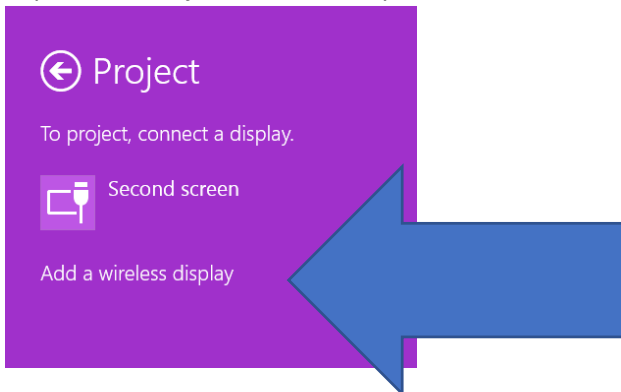 Project
To project, connect a display.
Second screen
Add a wireless display